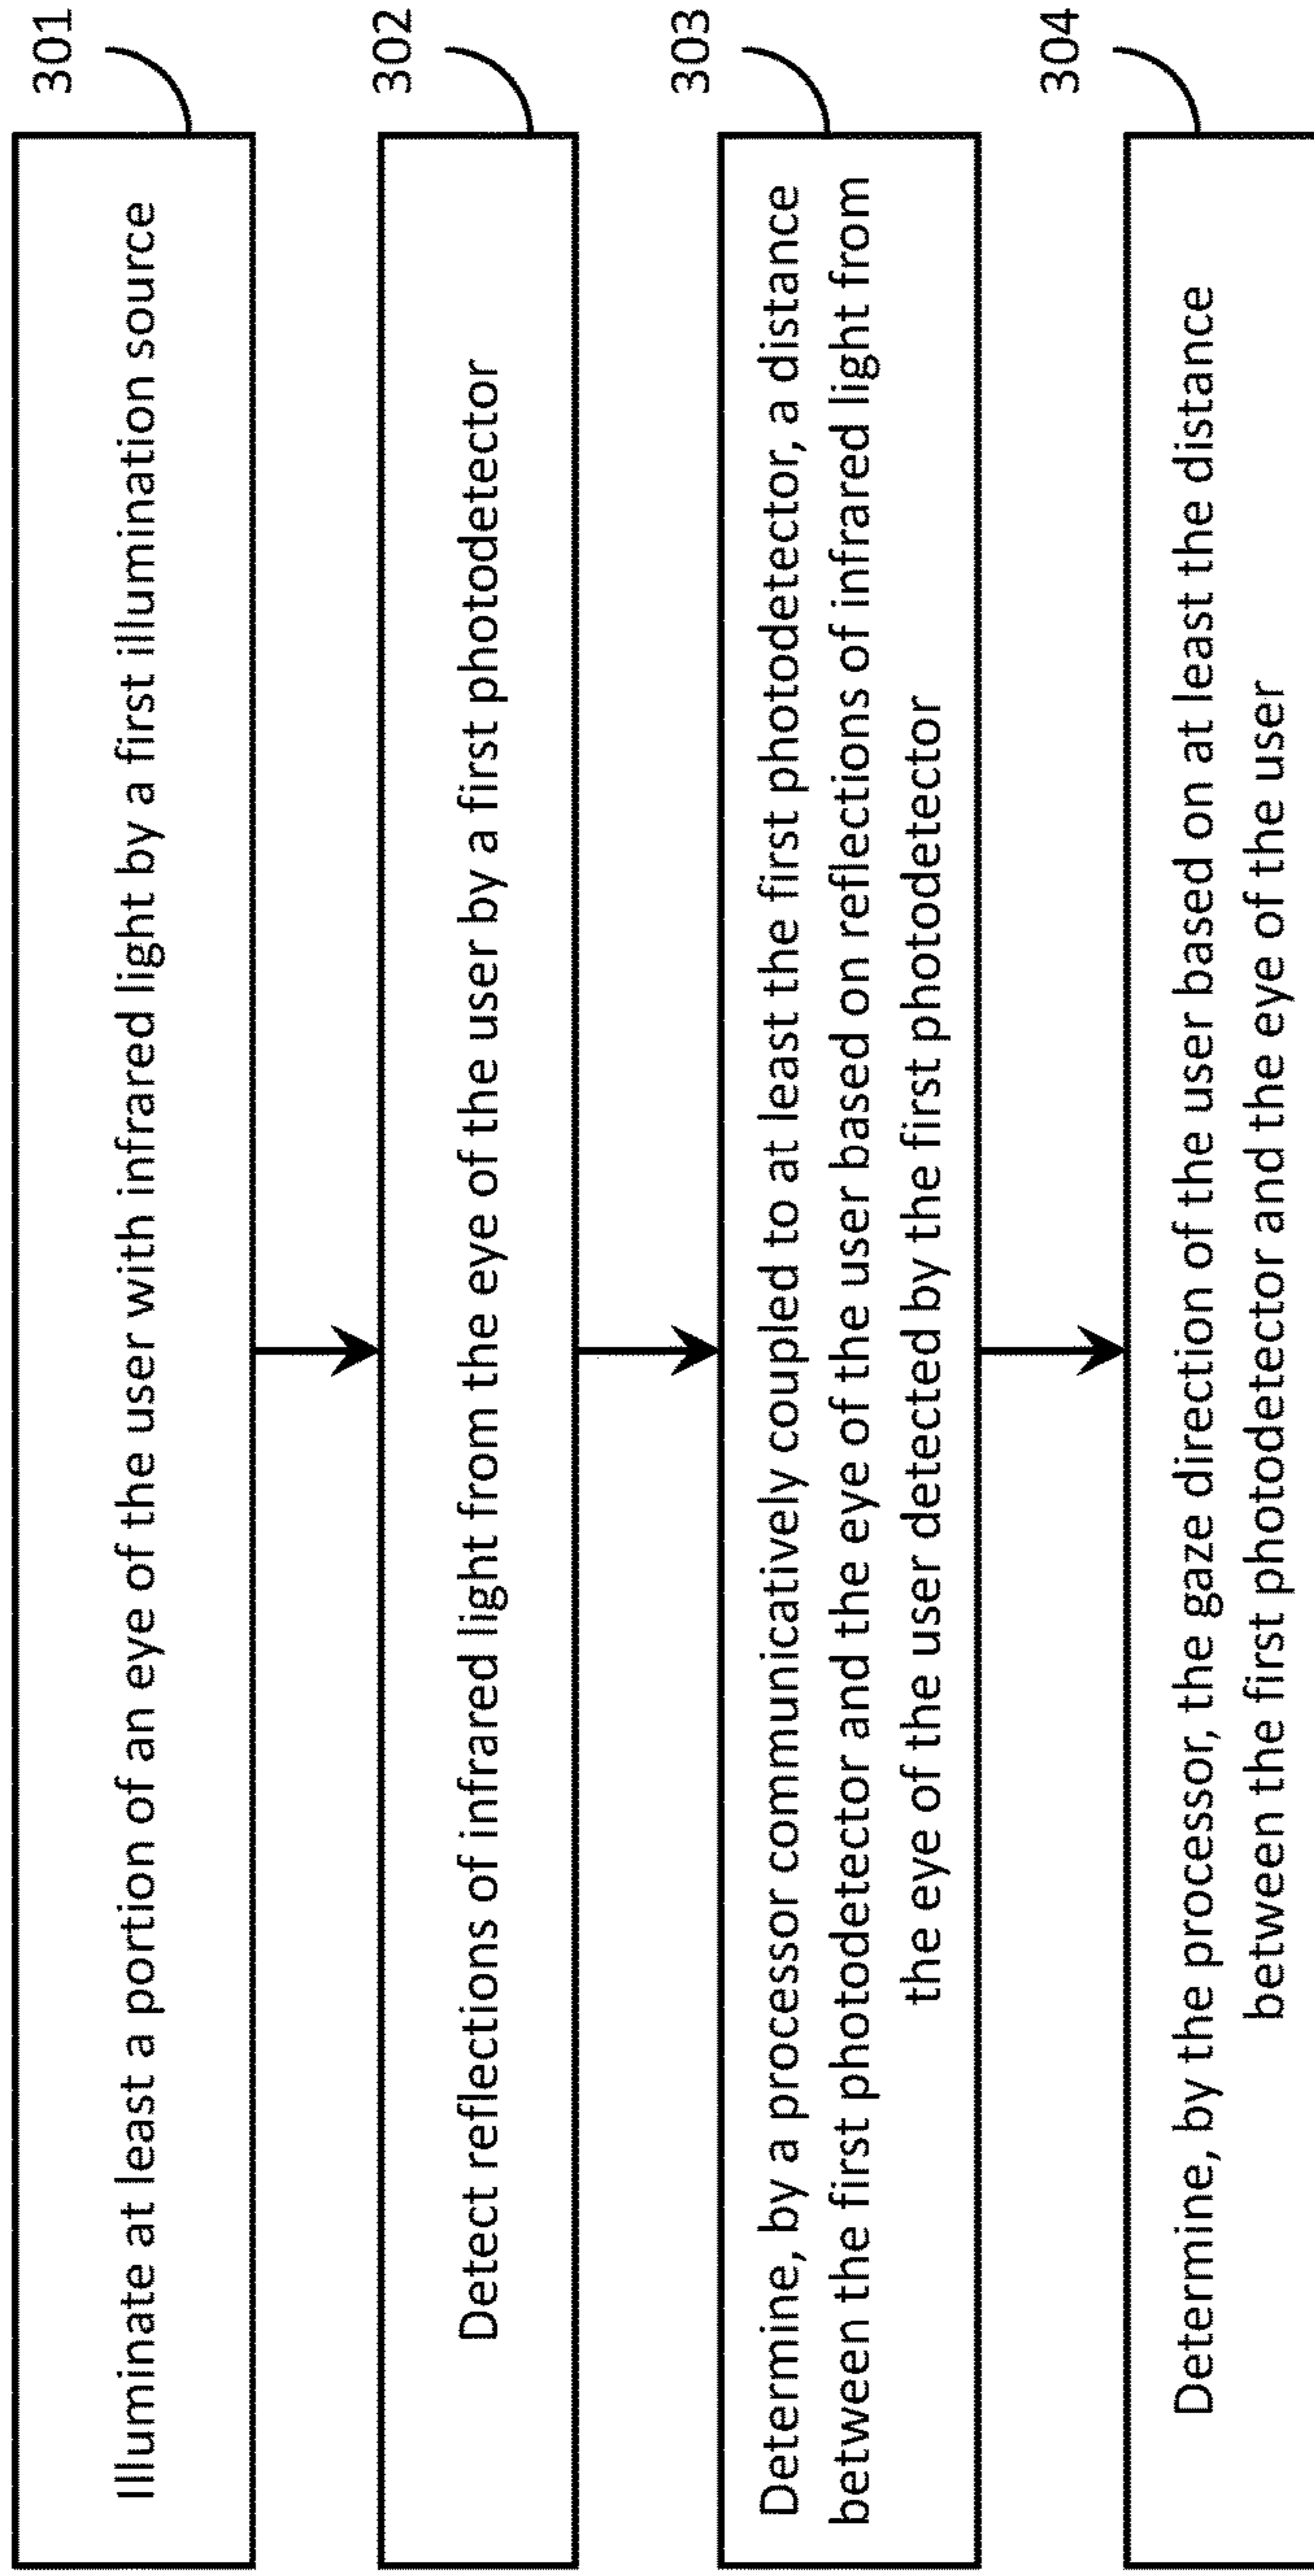 301
Illuminate at least a portion of an eye of the user with infrared light by a first illumination source
302
Detect reflections of infrared light from the eye of the user by a first photodetector
303
Determine, by a processor communicatively coupled to at least the first photodetector, a distance
between the first photodetector and the eye of the user based on reflections of infrared light from
the eye of the user detected by the first photodetector
304
Determine, by the processor, the gaze direction of the user based on at least the distance
between the first photodetector and the eye of the user